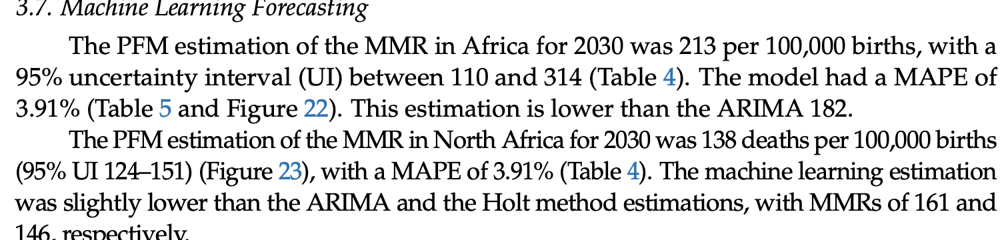 3.7. Machine Learning Forecasting
The PFM estimation of the MMR in Africa for 2030 was 213 per 100,000 births, with a
95% uncertainty interval (UI) between 110 and 314 (Table 4). The model had a MAPE of
3.91% (Table 5 and Figure 22). This estimation is lower than the ARIMA 182.
The PFM estimation of the MMR in North Africa for 2030 was 138 deaths per 100,000 births
(95% UI 124–151) (Figure 23), with a MAPE of 3.91% (Table 4). The machine learning estimation
was slightly lower than the ARIMA and the Holt method estimations, with MMRs of 161 and
146, respectively.